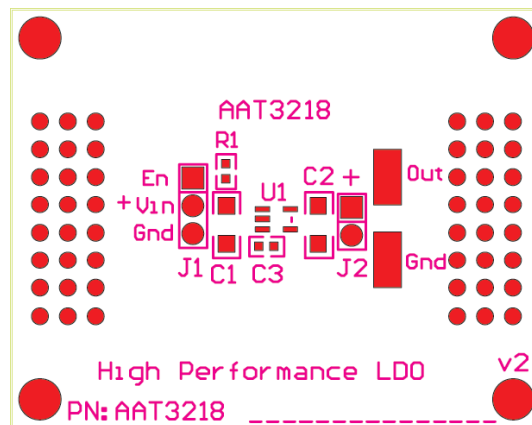 AAT3218
R1
En
+ Vin
Gnd
J1
C1
U1
C3
C2 +
J2
Out
Gnd
High Performance LDO
v2
PN: AAT3218 _______________